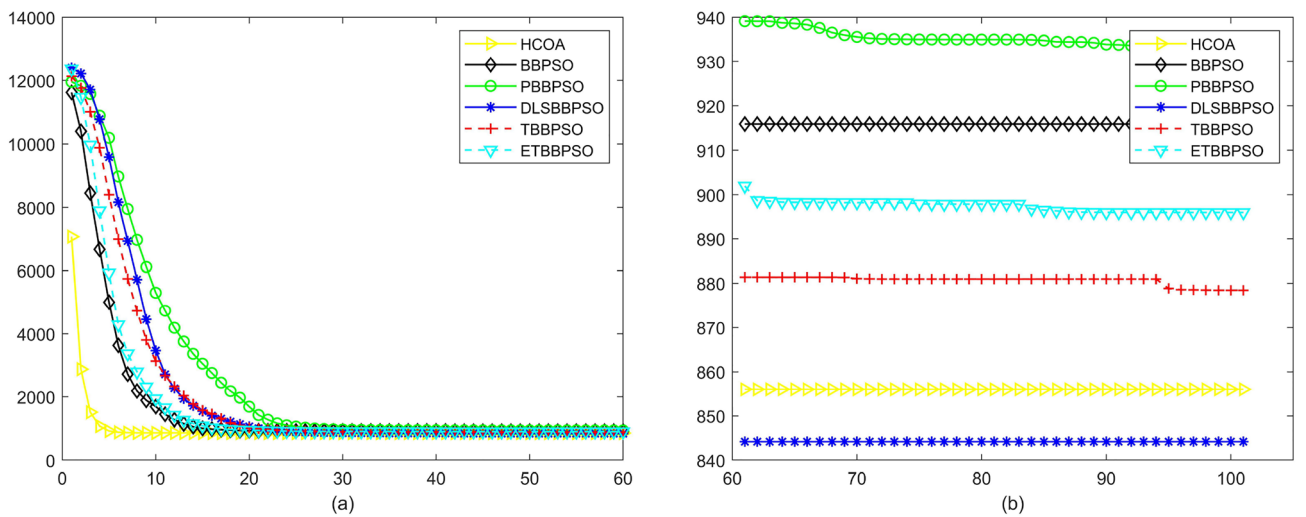 14000
12000
10000
8000
6000
4000
2000
0
0 10 20 30 40 50 60
HCOA
BBPSO
PBBPSO
DLSBBPSO
TBBPSO
ETBBPSO
(a)
940
930
920
910
900
890
880
870
860
850
840
60 70 80 90 100
HCOA
BBPSO
PBBPSO
DLSBBPSO
TBBPSO
ETBBPSO
(b)